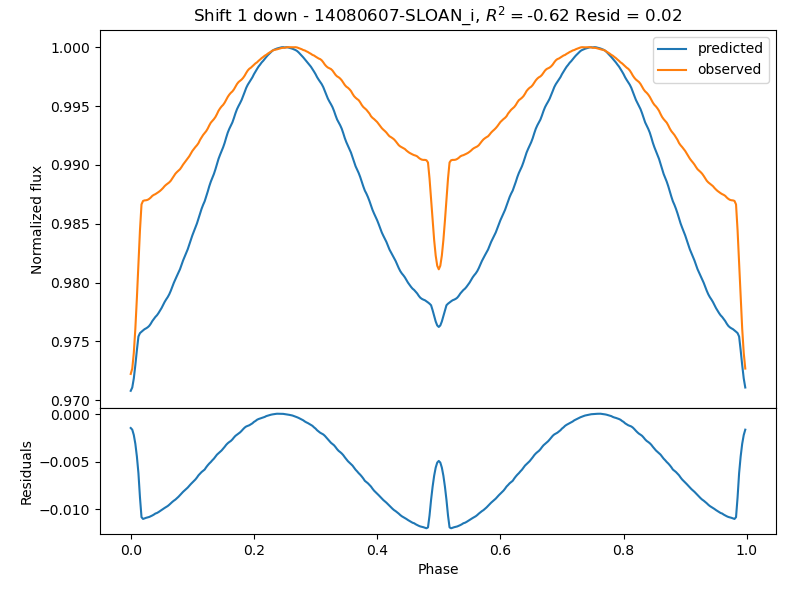 Shift 1 down - 14080607-SLOAN_i, $R^2=$-0.62 Resid = 0.02
predicted
observed
1.000
0.995
0.990
0.985
0.980
0.975
0.970
Normalized flux
0.000
−0.005
−0.010
Residuals
0.0
0.2
0.4
0.6
0.8
1.0
Phase